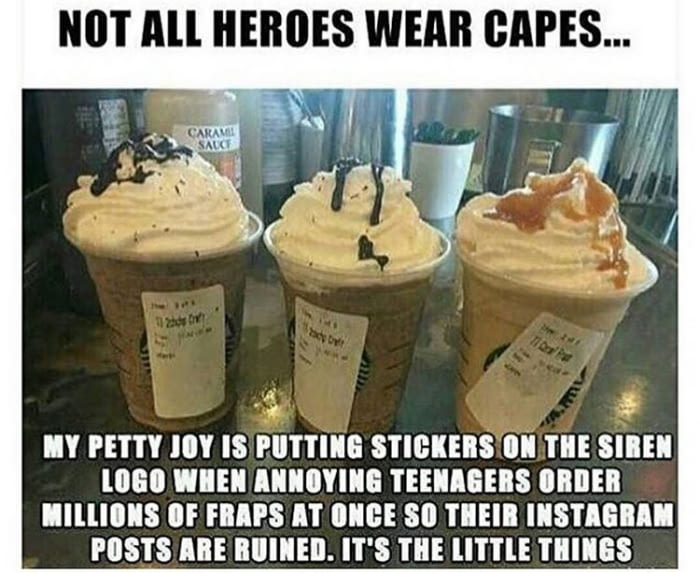 NOT ALL HEROES WEAR CAPES...
CARAMEL
SAUCE
MY PETTY JOY IS PUTTING STICKERS ON THE SIREN
LOGO WHEN ANNOYING TEENAGERS ORDER
MILLIONS OF FRAPS AT ONCE SO THEIR INSTAGRAM
POSTS ARE RUINED. IT'S THE LITTLE THINGS